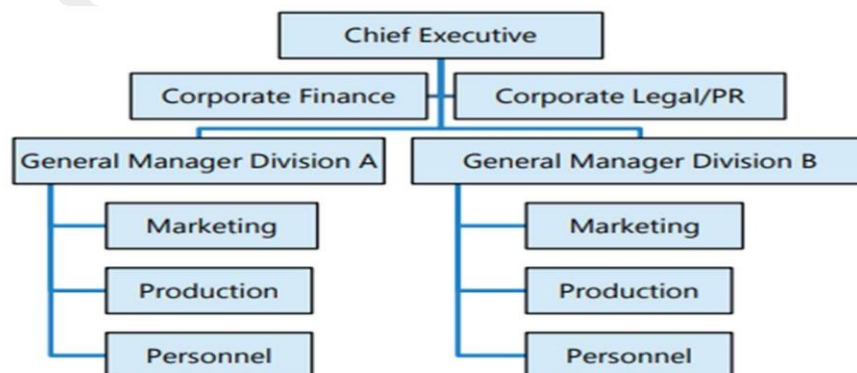 Chief Executive
Corporate Finance
Corporate Legal/PR
General Manager Division A
General Manager Division B
Marketing
Marketing
Production
Production
Personnel
Personnel